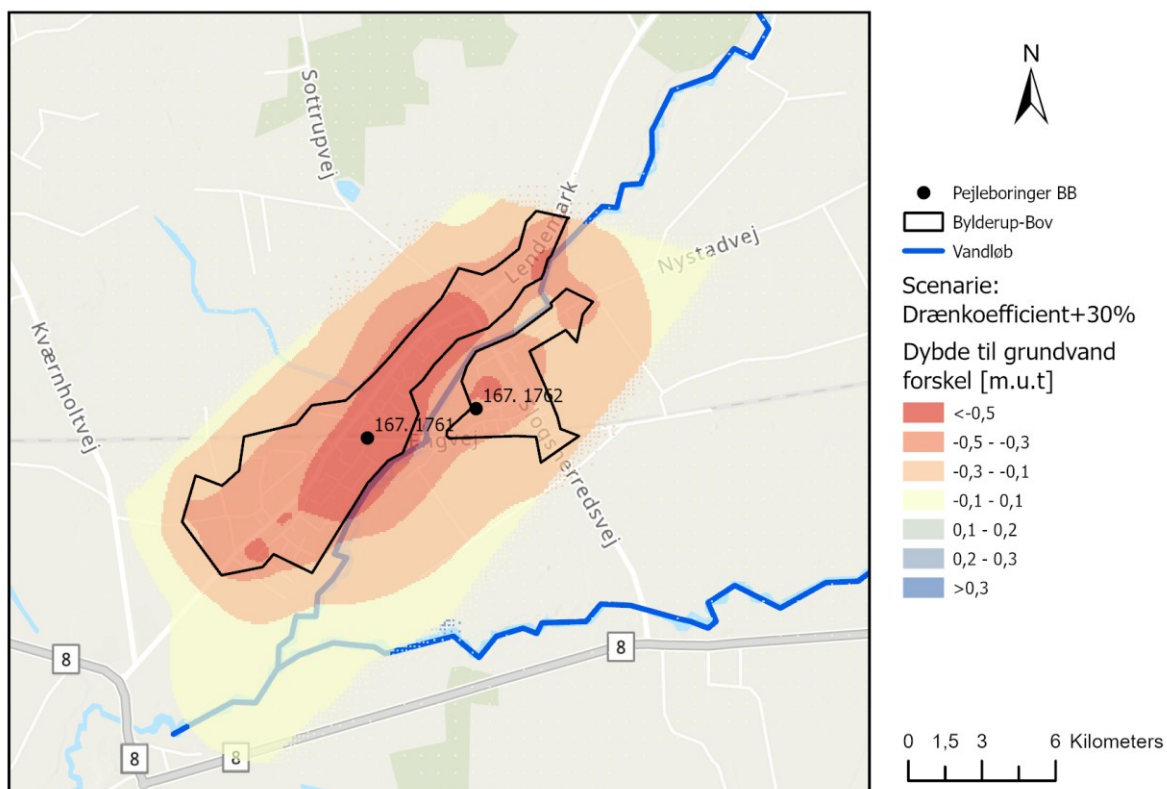 Sottrupvej
Lendemark
Nystadvej
Kværnholtvej
167. 1762
167. 1761
Engvej
Slogsherredsvej
8
8
8
8
N
Pejleboringer BB
Bylderup-Bov
Vandløb
Scenarie:
Drænkoefficient+30%
Dybde til grundvand
forskel [m.u.t]
<-0,5
-0,5 - -0,3
-0,3 - -0,1
-0,1 - 0,1
0,1 - 0,2
0,2 - 0,3
>0,3
0 1,5 3 6 Kilometers